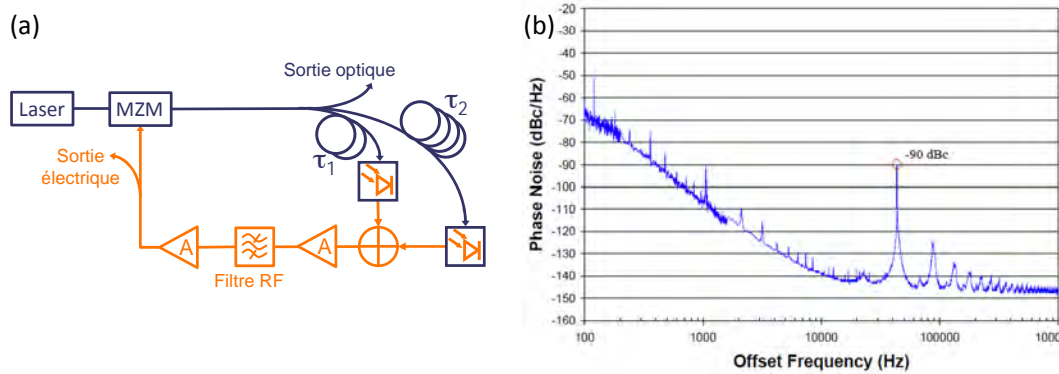 (a)
Sortie optique
Laser
MZM
τ1
τ2
Sortie
électrique
A
Filtre RF
A
(b)
Phase Noise (dBc/Hz)
-20
-30
-40
-50
-60
-70
-80
-90
-100
-110
-120
-130
-140
-150
-160
-90 dBc
100
1000
10000
100000
Offset Frequency (Hz)